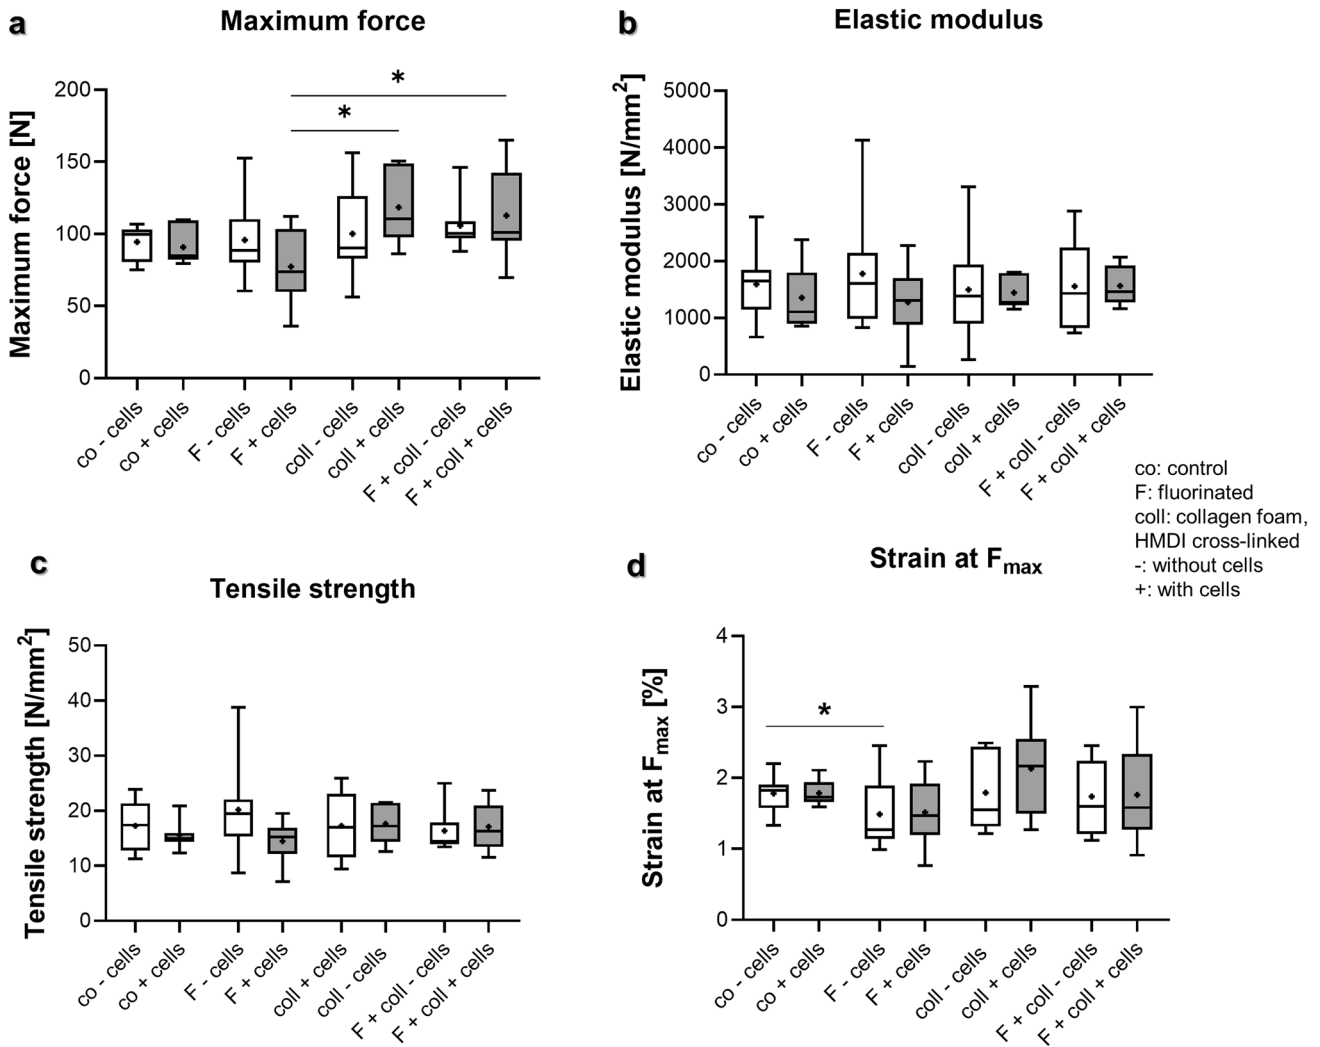 a
Maximum force
Maximum force [N]
200
150
100
50
0
*
*
co - cells
co + cells
F - cells
F + cells
coll - cells
coll + cells
F + coll - cells
F + coll + cells
b
Elastic modulus
Elastic modulus [N/mm²]
5000
4000
3000
2000
1000
0
co - cells
co + cells
F - cells
F + cells
coll - cells
coll + cells
F + coll - cells
F + coll + cells
co: control
F: fluorinated
coll: collagen foam,
HMDI cross-linked
-: without cells
+: with cells
c
Tensile strength
Tensile strength [N/mm²]
50
40
30
20
10
0
co - cells
co + cells
F - cells
F + cells
coll + cells
coll - cells
F + coll - cells
F + coll + cells
d
Strain at Fmax
Strain at Fmax [%]
4
3
2
1
0
*
co - cells
co + cells
F - cells
F + cells
coll - cells
coll + cells
F + coll - cells
F + coll + cells